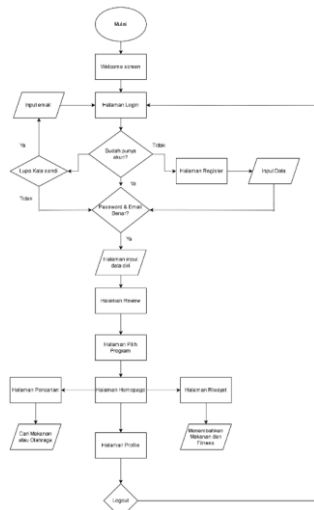 Mulai
Welcome screen
Input email
Halaman Login
Ya
Sudah punya
akun?
Tidak
Lupa Kata sandi
Halaman Register
Input Data
Ya
Tidak
Password & Email
Benar?
Ya
Halaman input
data diri
Halaman Review
Halaman Pilih
Program
Halaman Pencarian
Halaman Homepage
Halaman Riwayat
Cari Makanan
atau Olahraga
Menambahkan
Makanan dan
Fitness
Halaman Profile
Logout